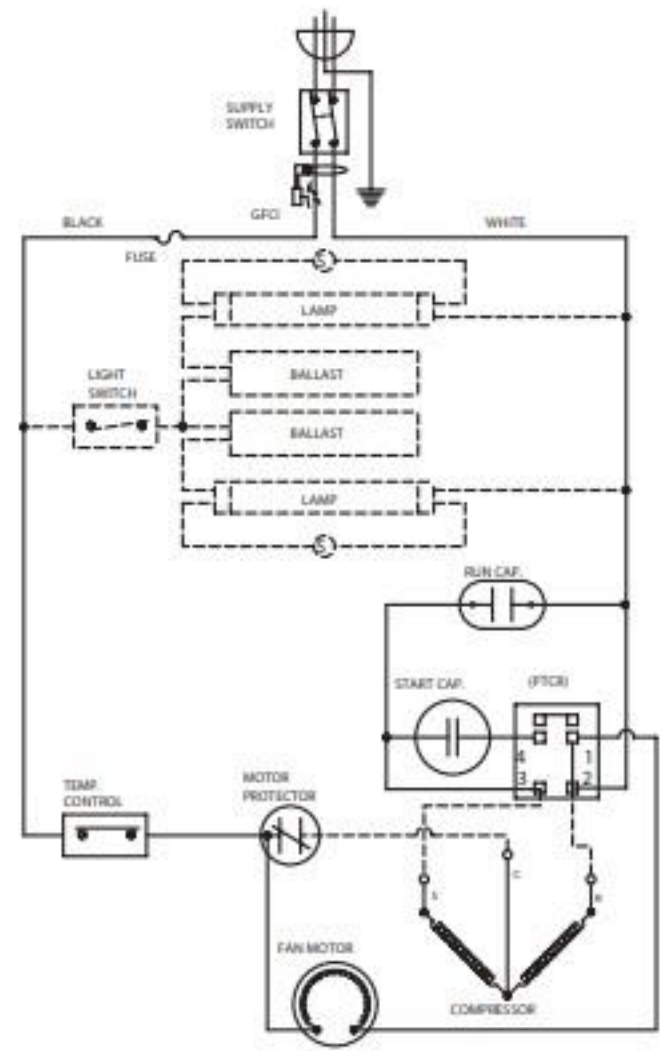 SUPPLY
SWITCH
GFCI
BLACK
WHITE
FUSE
S
LAMP
BALLAST
LIGHT
SWITCH
BALLAST
LAMP
S
RUN CAP.
START CAP.
(PTCR)
4
1
3
2
TEMP.
CONTROL
MOTOR
PROTECTOR
C
S
R
FAN MOTOR
COMPRESSOR